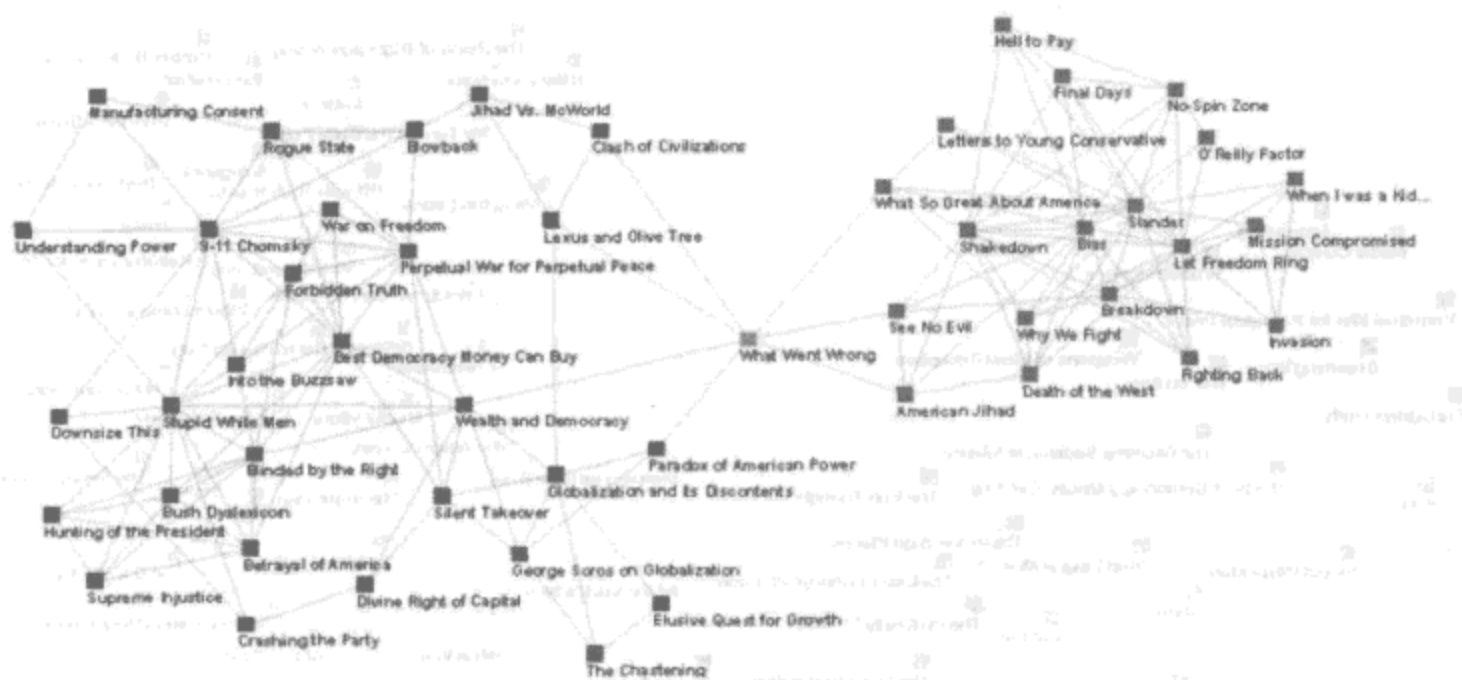 Hell to Pay
Final Days
No-Spin Zone
Manufacturing Consent
Jihad Vs. McWorld
Rogue State
Blowback
Clash of Civilizations
Letters to Young Conservative
O'Reilly Factor
What So Great About America
When I was a Kid...
Understanding Power
9-11 Chomsky
War on Freedom
Lexus and Olive Tree
Shakedown
Bias
Slander
Mission Compromised
Perpetual War for Perpetual Peace
Let Freedom Ring
Forbidden Truth
Breakdown
See No Evil
Why We Fight
Invasion
Best Democracy Money Can Buy
What Went Wrong
Into the Buzzsaw
Fighting Back
Death of the West
American Jihad
Downsize This
Stupid White Men
Wealth and Democracy
Blinded by the Right
Paradox of American Power
Globalization and Its Discontents
Bush Dyslexicon
Silent Takeover
Hunting of the President
Betrayal of America
George Soros on Globalization
Supreme Injustice
Divine Right of Capital
Elusive Quest for Growth
Crashing the Party
The Chastening